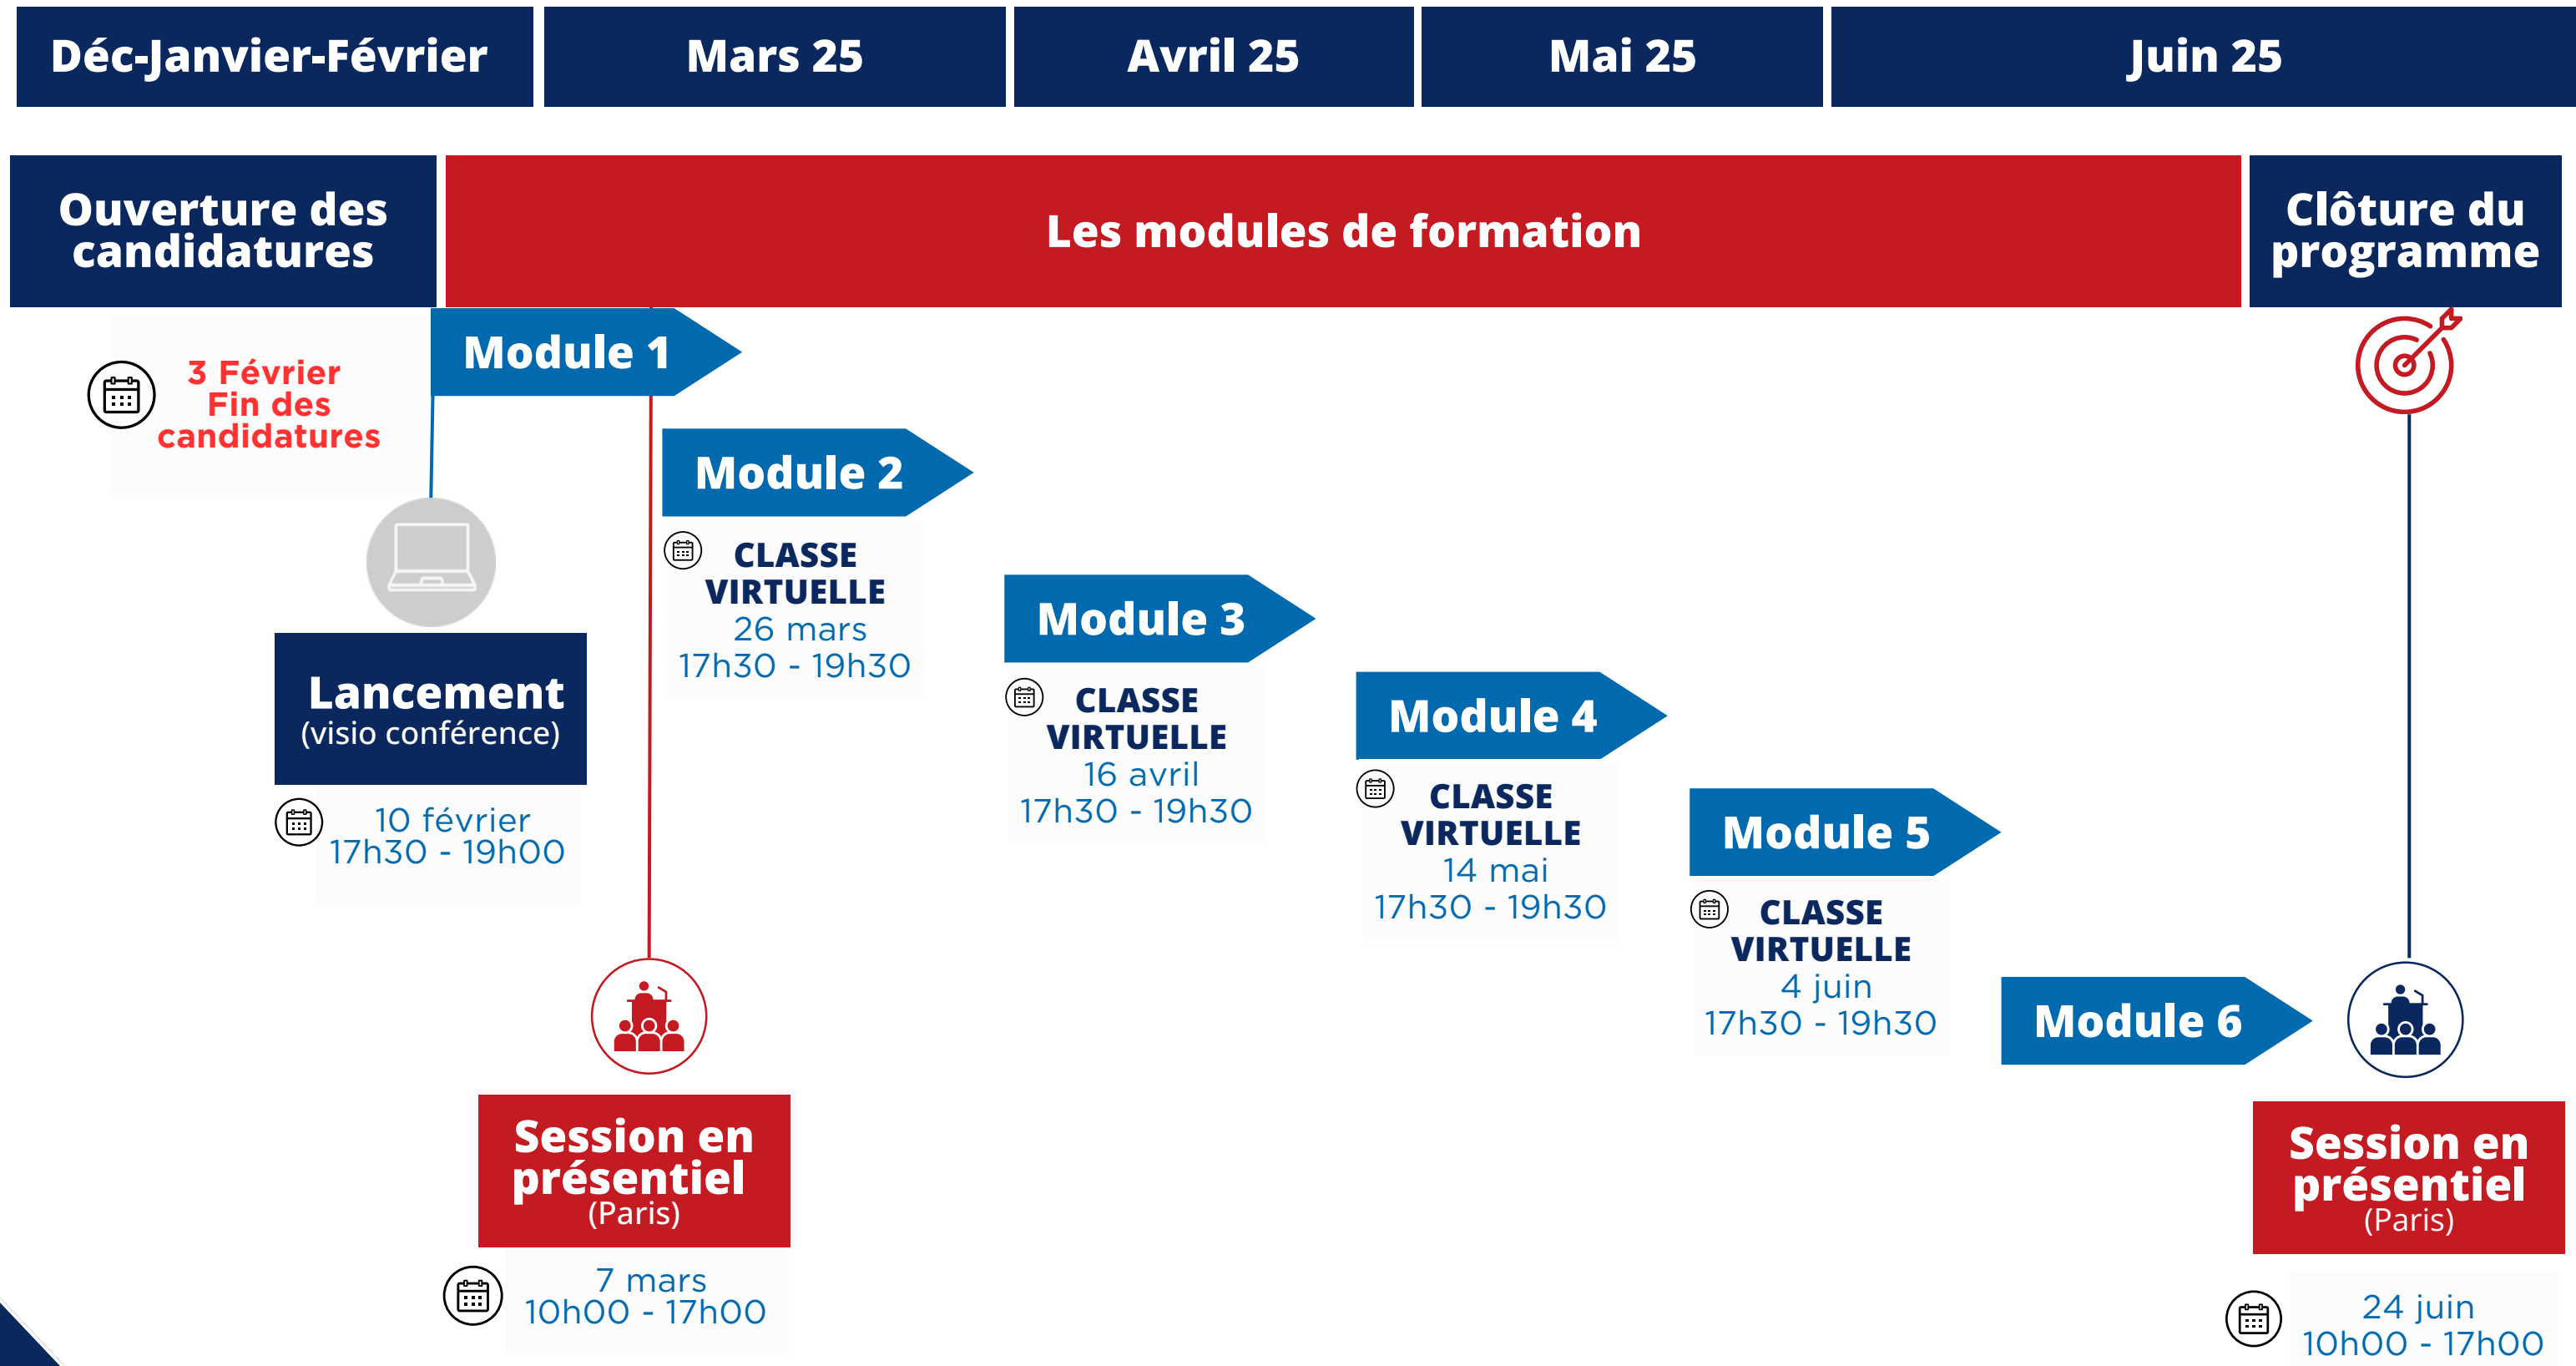 Déc-Janvier-Février
Mars 25
Avril 25
Mai 25
Juin 25
Ouverture des
candidatures
Les modules de formation
Clôture du
programme
3 Février
Fin des
candidatures
Module 1
Lancement
(visio conférence)
10 février
17h30 - 19h00
Session en
présentiel
(Paris)
7 mars
10h00 - 17h00
Module 2
CLASSE
VIRTUELLE
26 mars
17h30 - 19h30
Module 3
CLASSE
VIRTUELLE
16 avril
17h30 - 19h30
Module 4
CLASSE
VIRTUELLE
14 mai
17h30 - 19h30
Module 5
CLASSE
VIRTUELLE
4 juin
17h30 - 19h30
Module 6
Session en
présentiel
(Paris)
24 juin
10h00 - 17h00